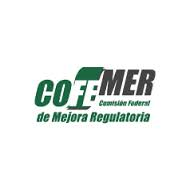 COFEMER
Comisión Federal
de Mejora Regulatoria